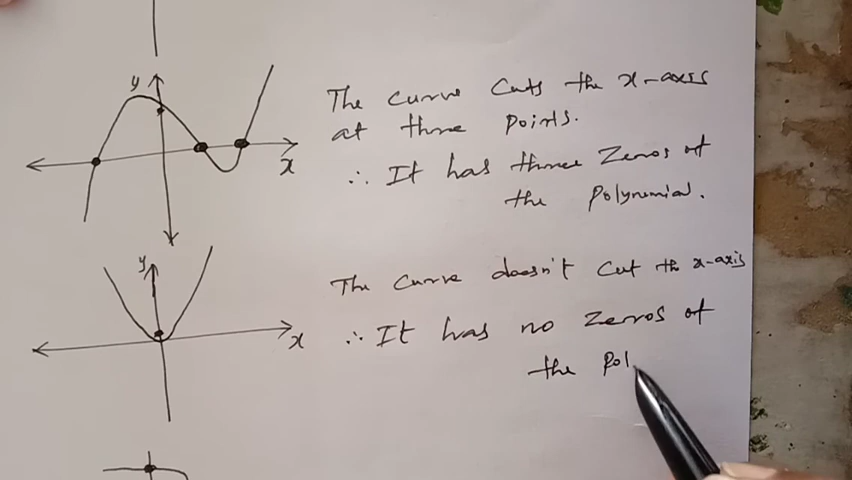 y
The curve cuts the x-axis
at three points.
x
∴ It has three zeros of
the polynomial.
y
The curve doesn't cut the x-axis
x
∴ It has no zeros of
the pol